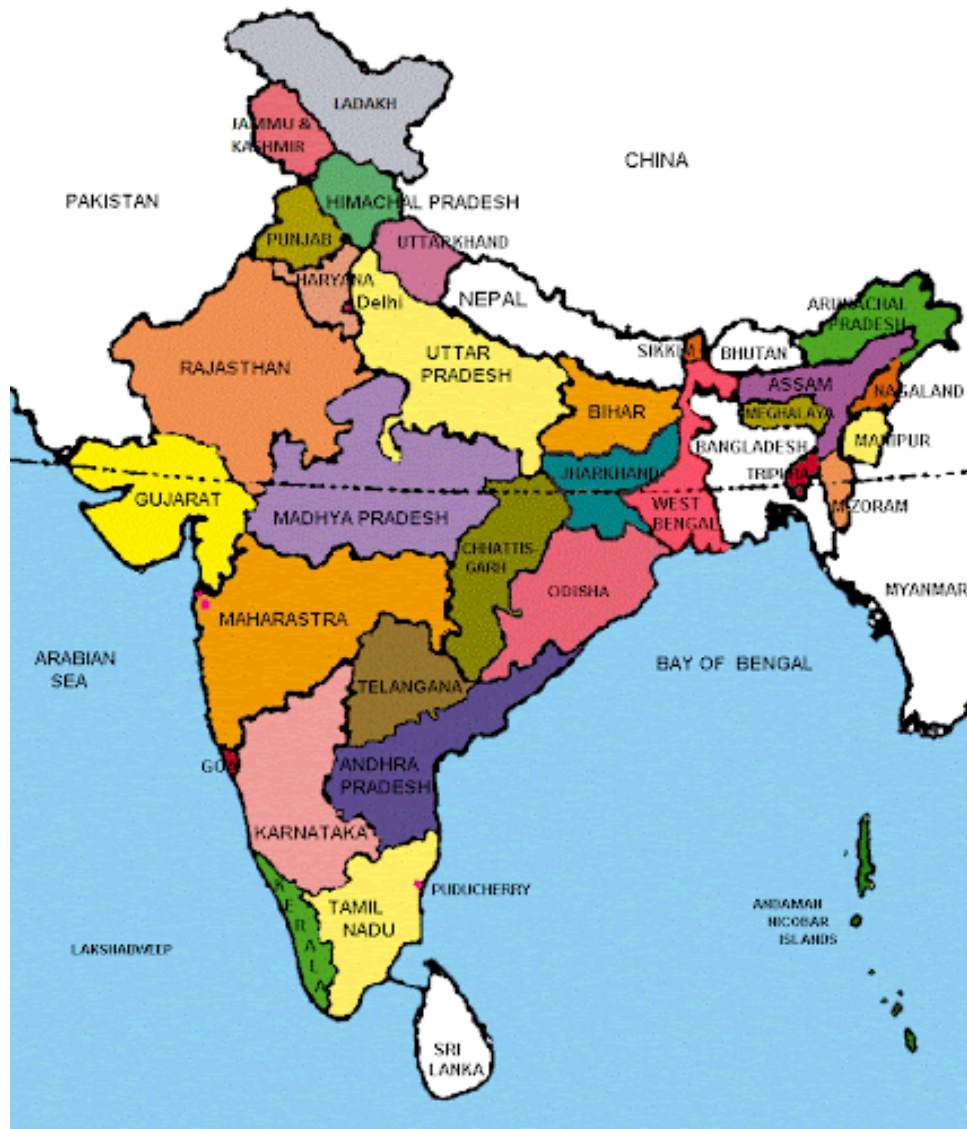 LADAKH
JAMMU &
KASHMIR
CHINA
PAKISTAN
HIMACHAL PRADESH
PUNJAB
UTTARKHAND
HARYANA
Delhi
NEPAL
ARUNACHAL
PRADESH
SIKKIM
BHUTAN
UTTAR
PRADESH
RAJASTHAN
ASSAM
NAGALAND
BIHAR
MEGHALAYA
BANGLADESH
MANIPUR
JHARKHAND
TRIPURA
GUJARAT
WEST
BENGAL
MIZORAM
MADHYA PRADESH
CHHATTIS-
GARH
ODISHA
MYANMAR
MAHARASTRA
ARABIAN
SEA
BAY OF BENGAL
TELANGANA
GOA
ANDHRA
PRADESH
KARNATAKA
PUDUCHERRY
KERALA
TAMIL
NADU
ANDAMAN
NICOBAR
ISLANDS
LAKSHADWEEP
SRI
LANKA